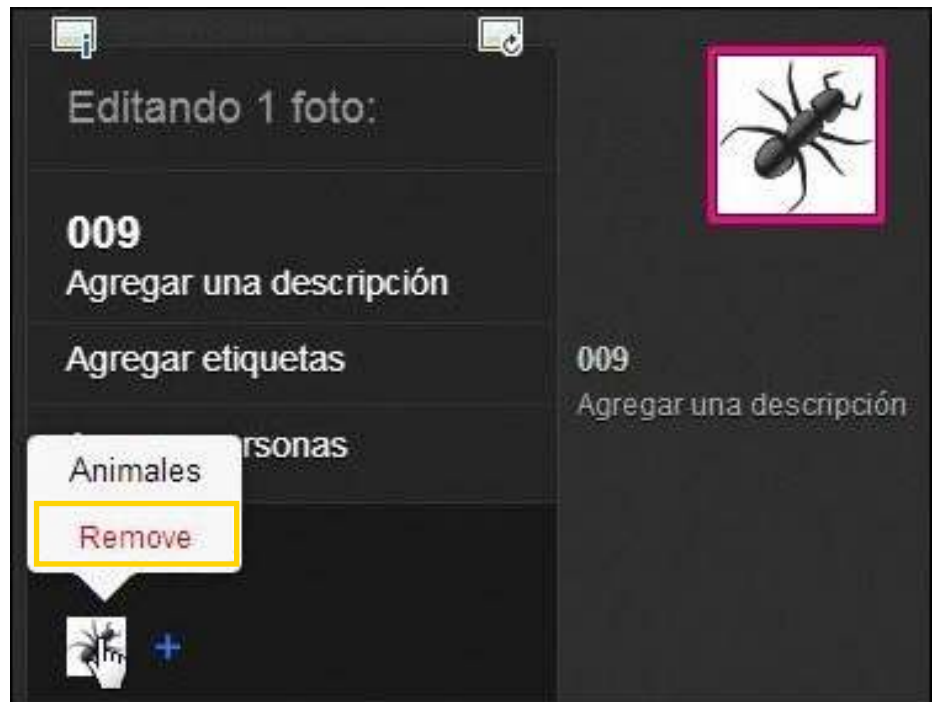 Editando 1 foto:
009
Agregar una descripción
Agregar etiquetas
rsonas
Animales
Remove
+
009
Agregar una descripción